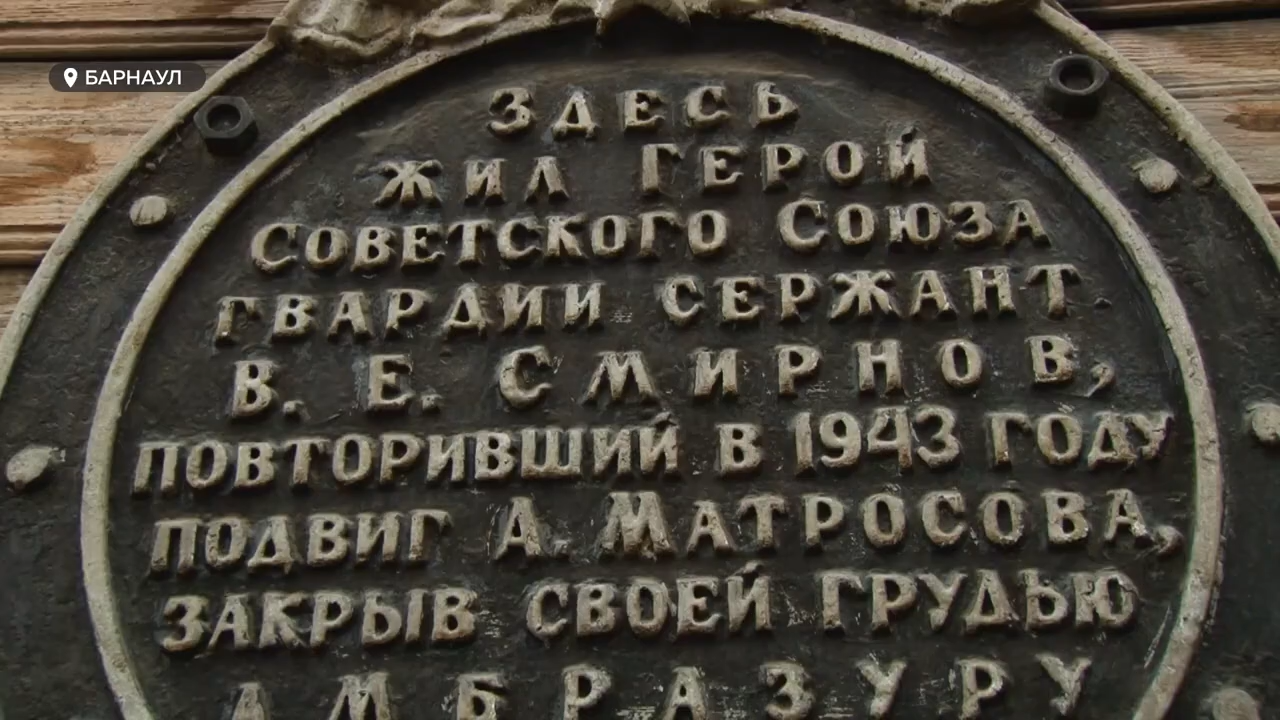 БАРНАУЛ
ЗДЕСЬ
ЖИЛ ГЕРОЙ
СОВЕТСКОГО СОЮЗА
ГВАРДИИ СЕРЖАНТ
В. Е. СМИРНОВ,
ПОВТОРИВШИЙ В 1943 ГОДУ
ПОДВИГ А. МАТРОСОВА,
ЗАКРЫВ СВОЕЙ ГРУДЬЮ
АМБРАЗУРУ